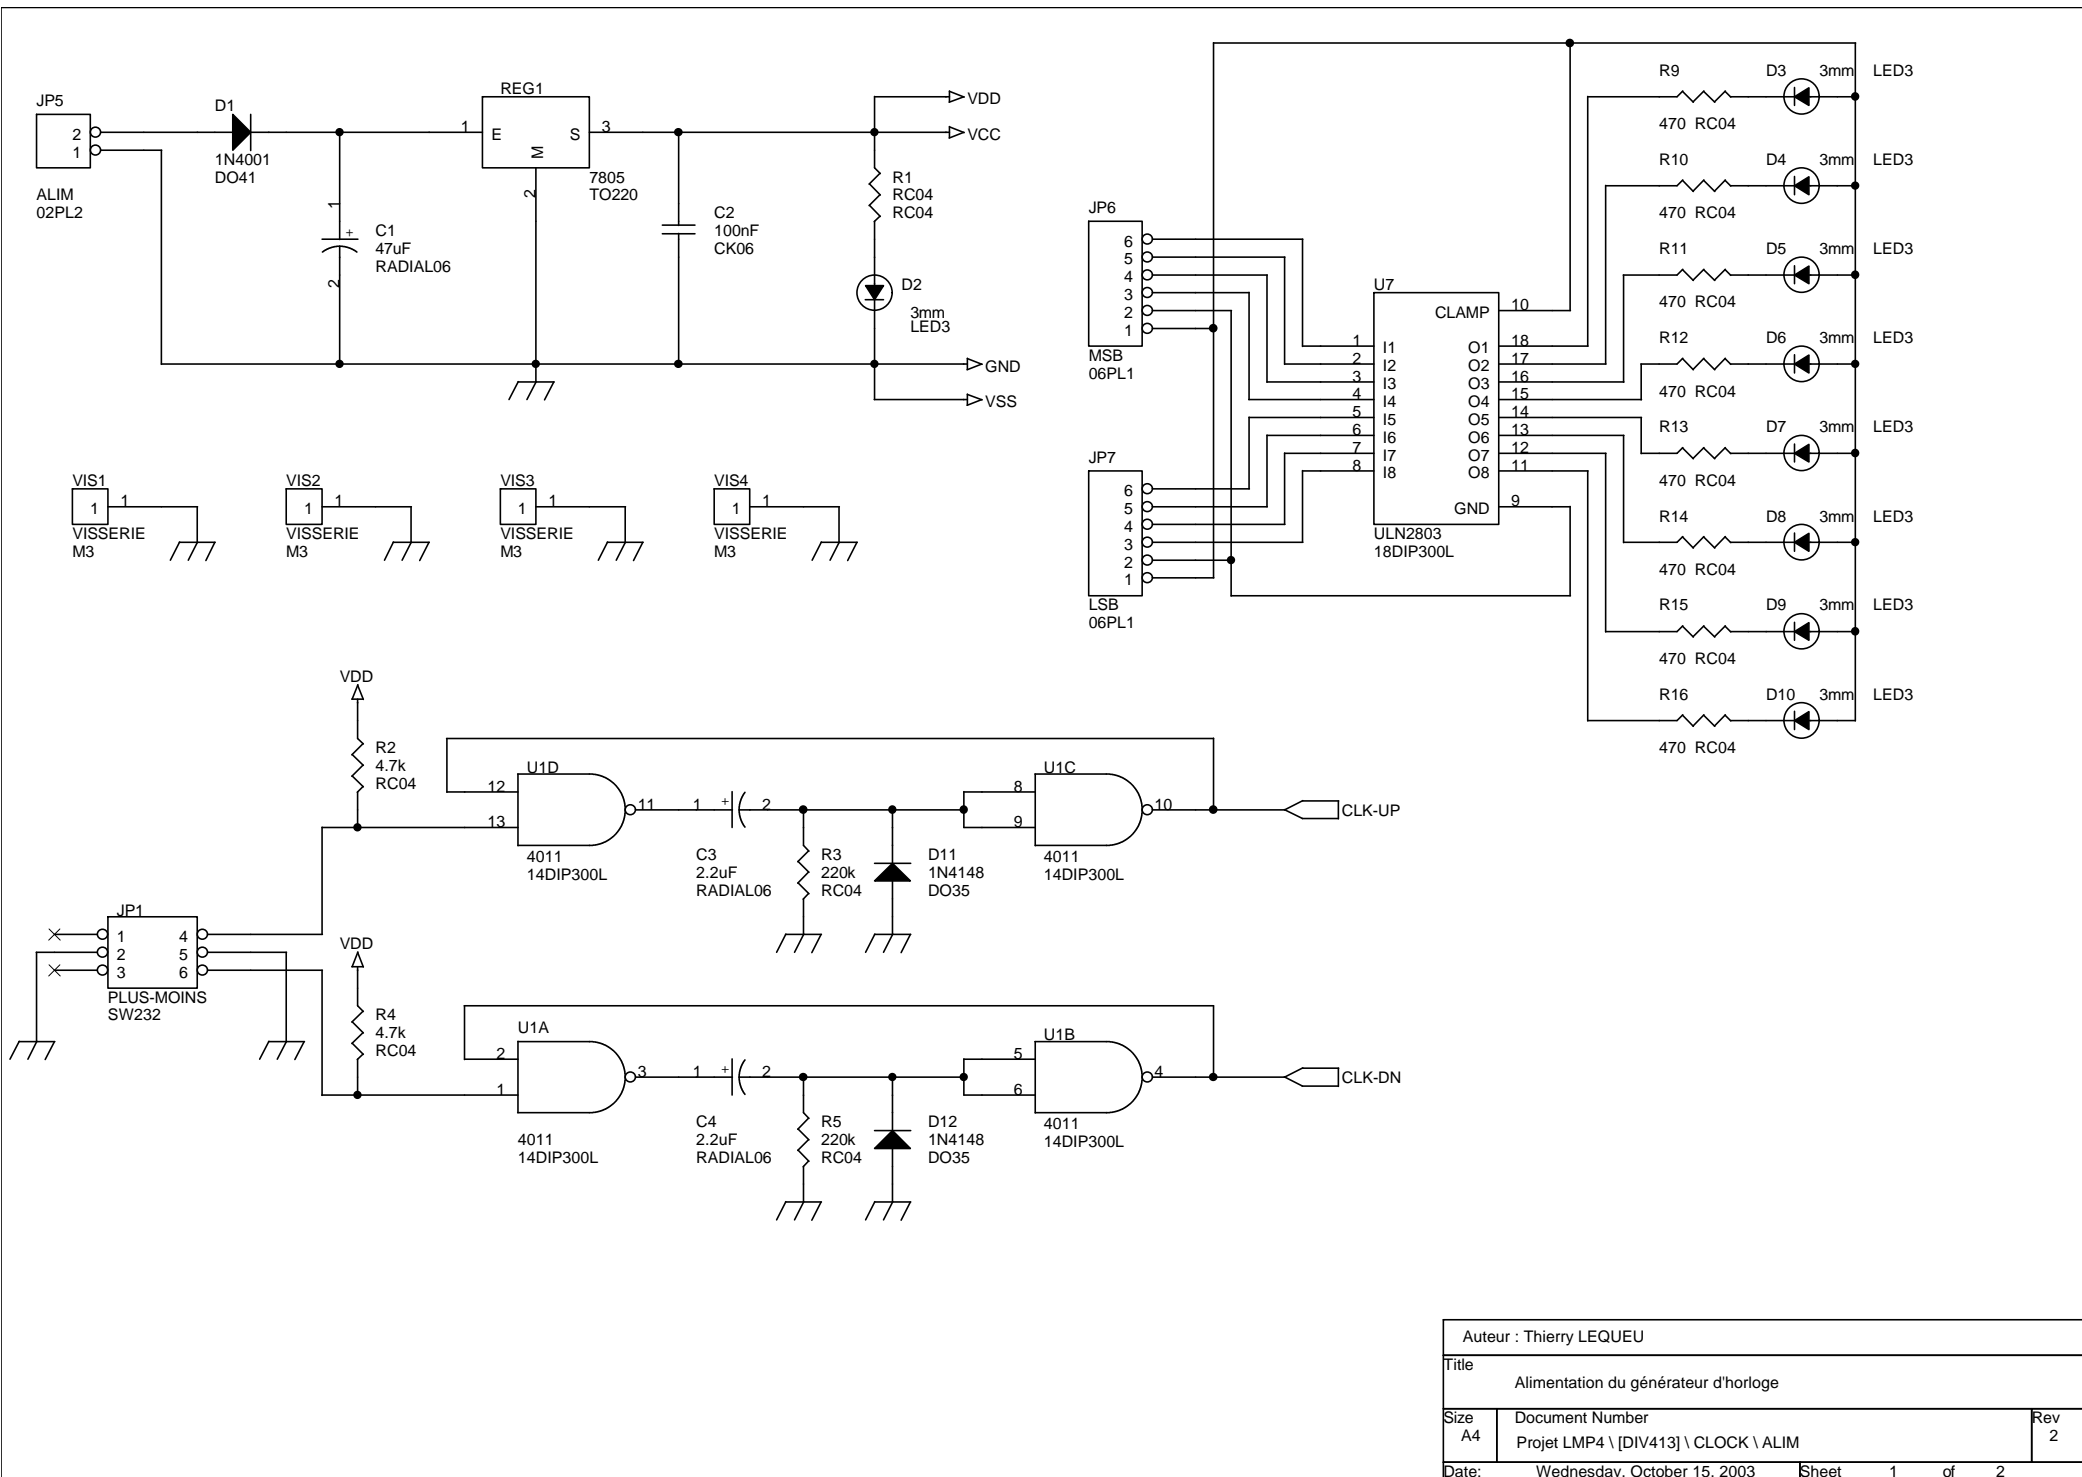 JP5
2
1
ALIM
02PL2
D1
1N4001
DO41
1
+
C1
47uF
RADIAL06
2
REG1
1
E
S
3
M
2
7805
TO220
C2
100nF
CK06
VDD
VCC
R1
RC04
RC04
D2
3mm
LED3
GND
VSS
VIS1
1
1
VISSERIE
M3
VIS2
1
1
VISSERIE
M3
VIS3
1
1
VISSERIE
M3
VIS4
1
1
VISSERIE
M3
JP6
6
5
4
3
2
1
MSB
06PL1
JP7
6
5
4
3
2
1
LSB
06PL1
U7
CLAMP
10
1
I1
O1
18
2
I2
O2
17
3
I3
O3
16
4
I4
O4
15
5
I5
O5
14
6
I6
O6
13
7
I7
O7
12
8
I8
O8
11
GND
9
ULN2803
18DIP300L
R9
D3
3mm
LED3
470 RC04
R10
D4
3mm
LED3
470 RC04
R11
D5
3mm
LED3
470 RC04
R12
D6
3mm
LED3
470 RC04
R13
D7
3mm
LED3
470 RC04
R14
D8
3mm
LED3
470 RC04
R15
D9
3mm
LED3
470 RC04
R16
D10
3mm
LED3
470 RC04
VDD
R2
4.7k
RC04
U1D
12
13
11
4011
14DIP300L
1
+
2
C3
2.2uF
RADIAL06
R3
220k
RC04
D11
1N4148
DO35
U1C
8
9
10
4011
14DIP300L
CLK-UP
JP1
1
4
2
5
3
6
PLUS-MOINS
SW232
VDD
R4
4.7k
RC04
U1A
2
1
3
4011
14DIP300L
1
+
2
C4
2.2uF
RADIAL06
R5
220k
RC04
D12
1N4148
DO35
U1B
5
6
4
4011
14DIP300L
CLK-DN
Auteur : Thierry LEQUEU
Title
Alimentation du générateur d'horloge
Size
A4
Document Number
Projet LMP4 \ [DIV413] \ CLOCK \ ALIM
Rev
2
Date:
Wednesday, October 15, 2003
Sheet
1
of
2